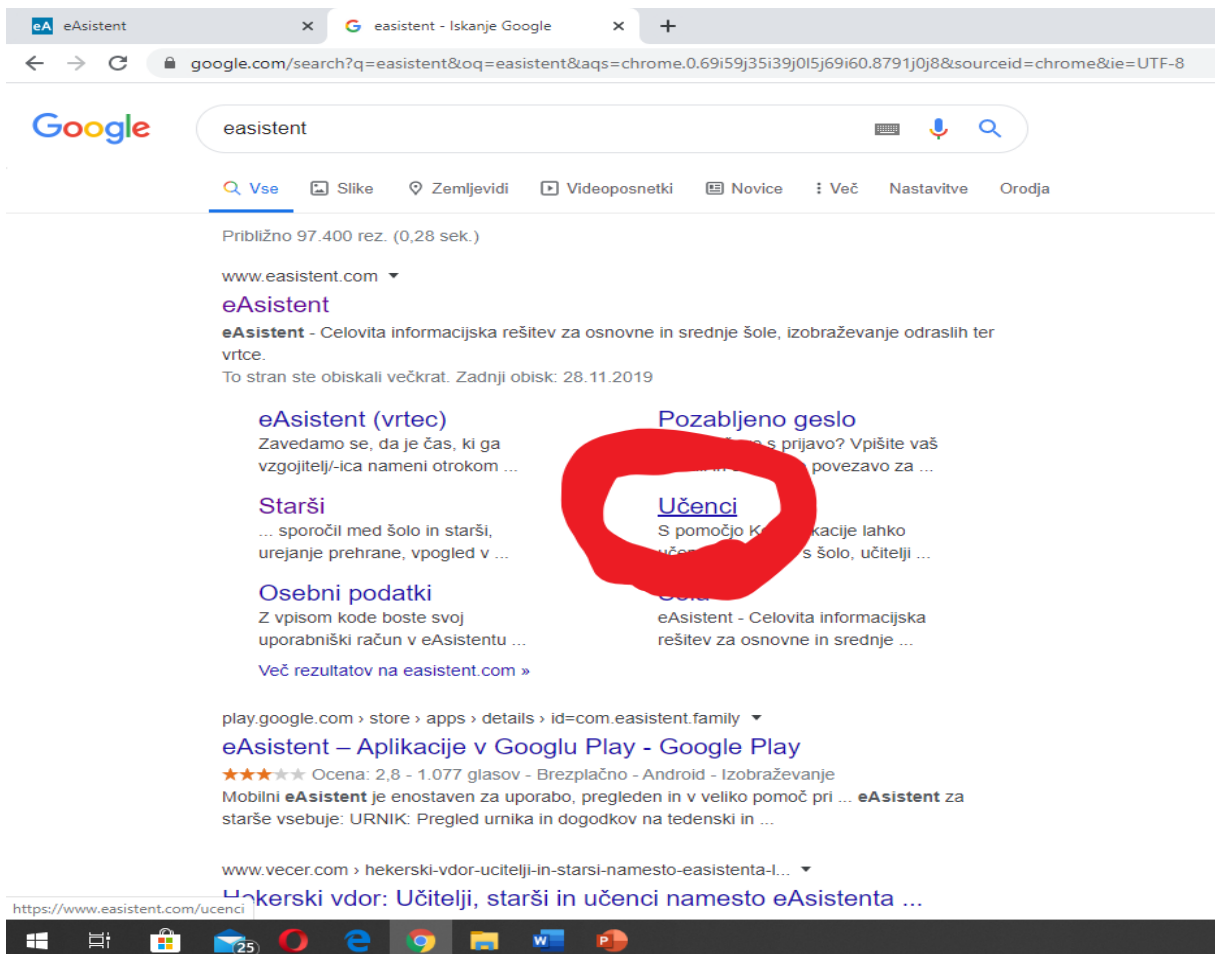 eA eAsistent
easistent - Iskanje Google
google.com/search?q=easistent&oq=easistent&aqs=chrome.0.69i59j35i39j0l5j69i60.8791j0j8&sourceid=chrome&ie=UTF-8
Google
easistent
Vse Slike Zemljevidi Videoposnetki Novice Več Nastavitve Orodja
Približno 97.400 rez. (0,28 sek.)
www.easistent.com
eAsistent
eAsistent - Celovita informacijska rešitev za osnovne in srednje šole, izobraževanje odraslih ter
vrtce.
To stran ste obiskali večkrat. Zadnji obisk: 28.11.2019
eAsistent (vrtec)
Zavedamo se, da je čas, ki ga
vzgojitelj/-ica nameni otrokom ...
Pozabljeno geslo
s prijavo? Vpišite vaš
povezavo za ...
Starši
... sporočil med šolo in starši,
urejanje prehrane, vpogled v ...
Učenci
S pomočjo lahko
s šolo, učitelji ...
Osebni podatki
Z vpisom kode boste svoj
uporabniški račun v eAsistentu ...
eAsistent - Celovita informacijska
rešitev za osnovne in srednje ...
Več rezultatov na easistent.com »
play.google.com › store › apps › details › id=com.easistent.family
eAsistent – Aplikacije v Googlu Play - Google Play
Ocena: 2,8 - 1.077 glasov - Brezplačno - Android - Izobraževanje
Mobilni eAsistent je enostaven za uporabo, pregleden in v veliko pomoč pri ... eAsistent za
starše vsebuje: URNIK: Pregled urnika in dogodkov na tedenski in ...
www.vecer.com › hekerski-vdor-ucitelji-in-starsi-namesto-easistenta-l...
Hekerski vdor: Učitelji, starši in učenci namesto eAsistenta ...
https://www.easistent.com/ucenci
25